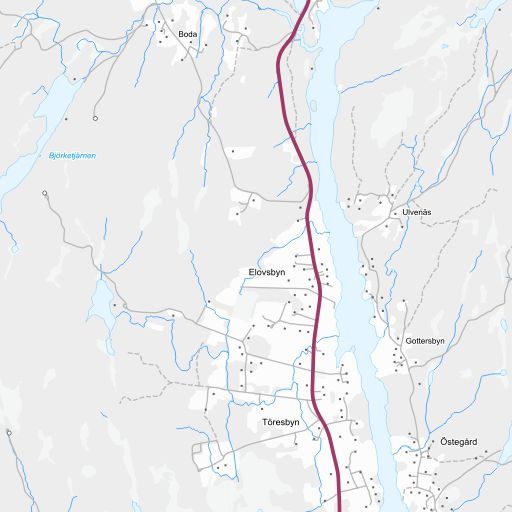 Boda
Björketjärnen
Ulvenäs
Elovsbyn
Gottersbyn
Töresbyn
Östegård